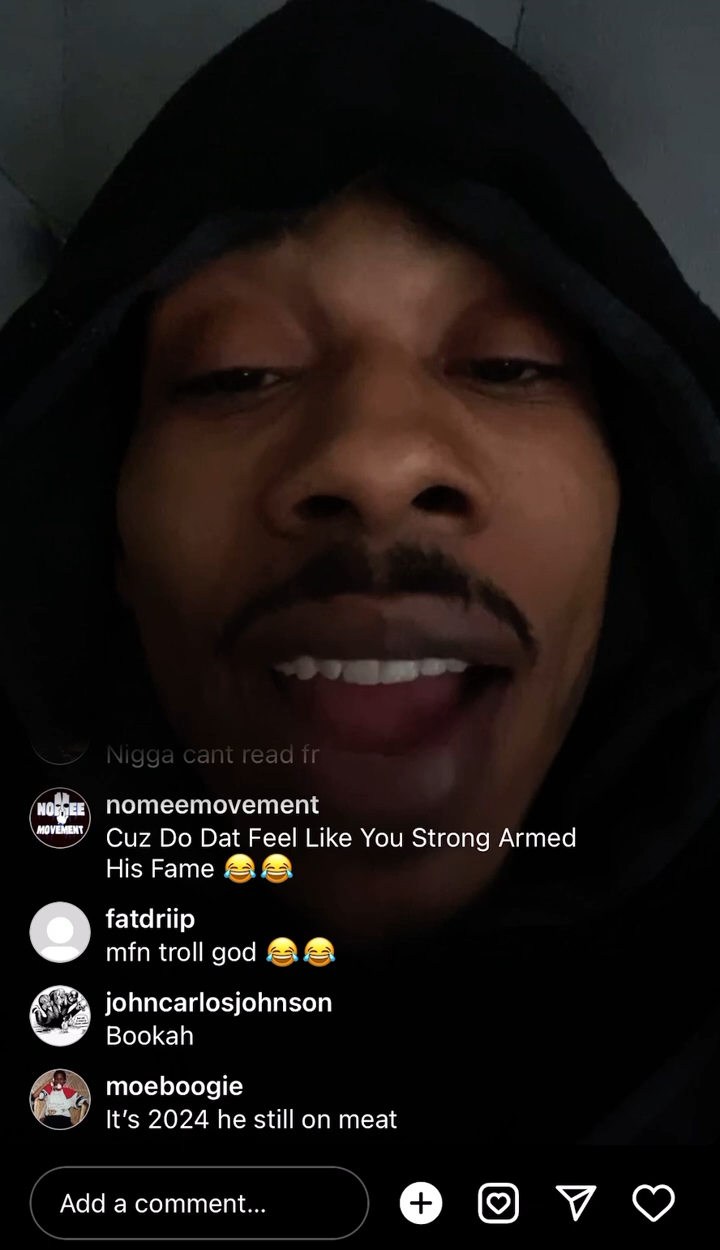 Nigga cant read fr
NOMEE
MOVEMENT
nomeemovement
Cuz Do Dat Feel Like You Strong Armed
His Fame 😂😂
fatdriip
mfn troll god 😂😂
johncarlosjohnson
Bookah
moeboogie
It’s 2024 he still on meat
Add a comment...